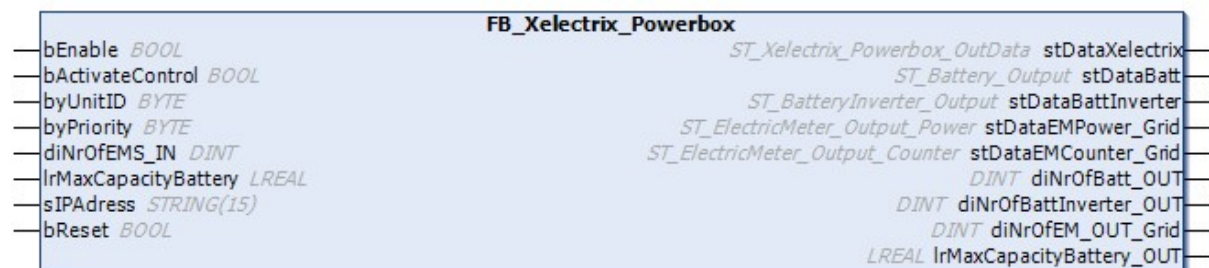 FB_Xelectrix_Powerbox
bEnable BOOL ST_Xelectrix_Powerbox_OutData stDataXelectrix
bActivateControl BOOL ST_Battery_Output stDataBatt
byUnitID BYTE ST_BatteryInverter_Output stDataBattInverter
byPriority BYTE ST_ElectricMeter_Output_Power stDataEMPower_Grid
diNrOfEMS_IN DINT ST_ElectricMeter_Output_Counter stDataEMCounter_Grid
lrMaxCapacityBattery LREAL DINT diNrOfBatt_OUT
sIPAdress STRING(15) DINT diNrOfBattInverter_OUT
bReset BOOL DINT diNrOfEM_OUT_Grid
LREAL lrMaxCapacityBattery_OUT